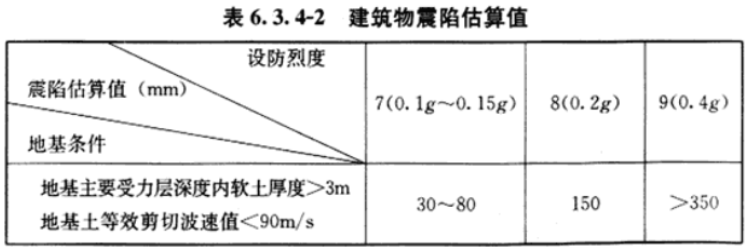 表 6.3.4-2 建筑物震陷估算值
设防烈度
震陷估算值（mm）
地基条件
7(0.1g～0.15g)
8(0.2g)
9(0.4g)
地基主要受力层深度内软土厚度＞3m
地基土等效剪切波速值＜90m/s
30～80
150
＞350